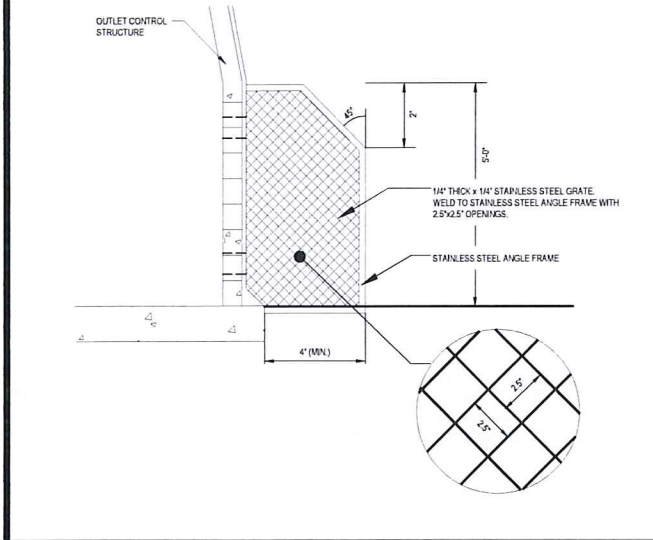 OUTLET CONTROL
STRUCTURE
45°
2"
5'-0"
1/4" THICK x 1/4" STAINLESS STEEL GRATE.
WELD TO STAINLESS STEEL ANGLE FRAME WITH
2.5"x2.5" OPENINGS.
STAINLESS STEEL ANGLE FRAME
4" (MIN.)
2.5"
2.5"